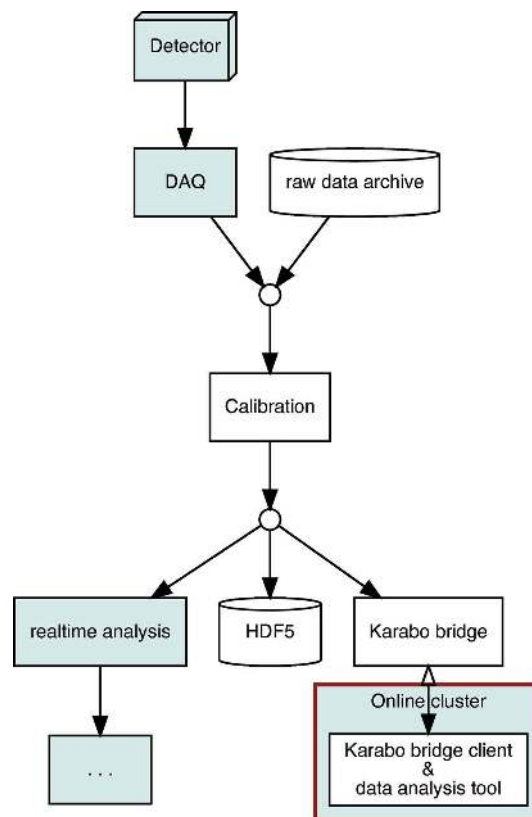 Detector
DAQ
raw data archive
Calibration
realtime analysis
HDF5
Karabo bridge
Online cluster
. . .
Karabo bridge client
&
data analysis tool